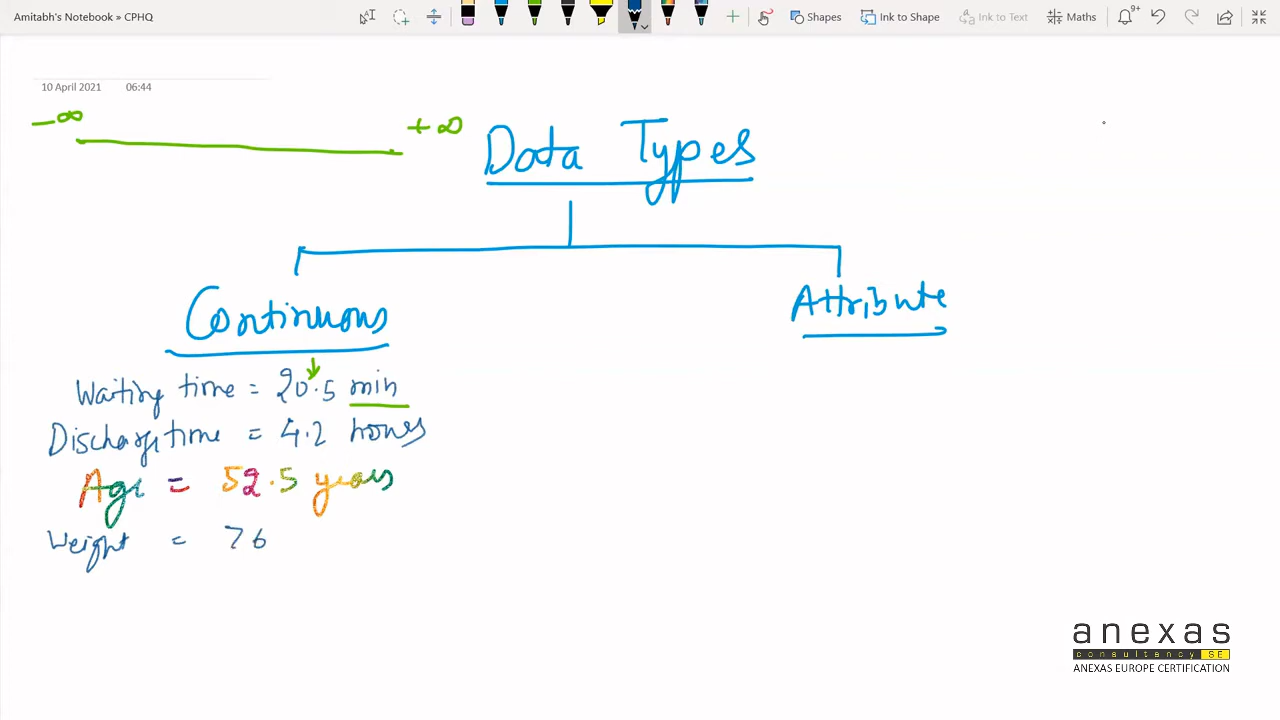 Amitabh's Notebook » CPHQ
9+
Shapes
Ink to Shape
Ink to Text
Maths
10 April 2021 06:44
-∞ +∞
Data Types
Continuous
Attribute
Waiting time = 20.5 min
Discharge time = 4.2 hours
Age = 52.5 years
Weight = 76
anexas
consultancy SE
ANEXAS EUROPE CERTIFICATION